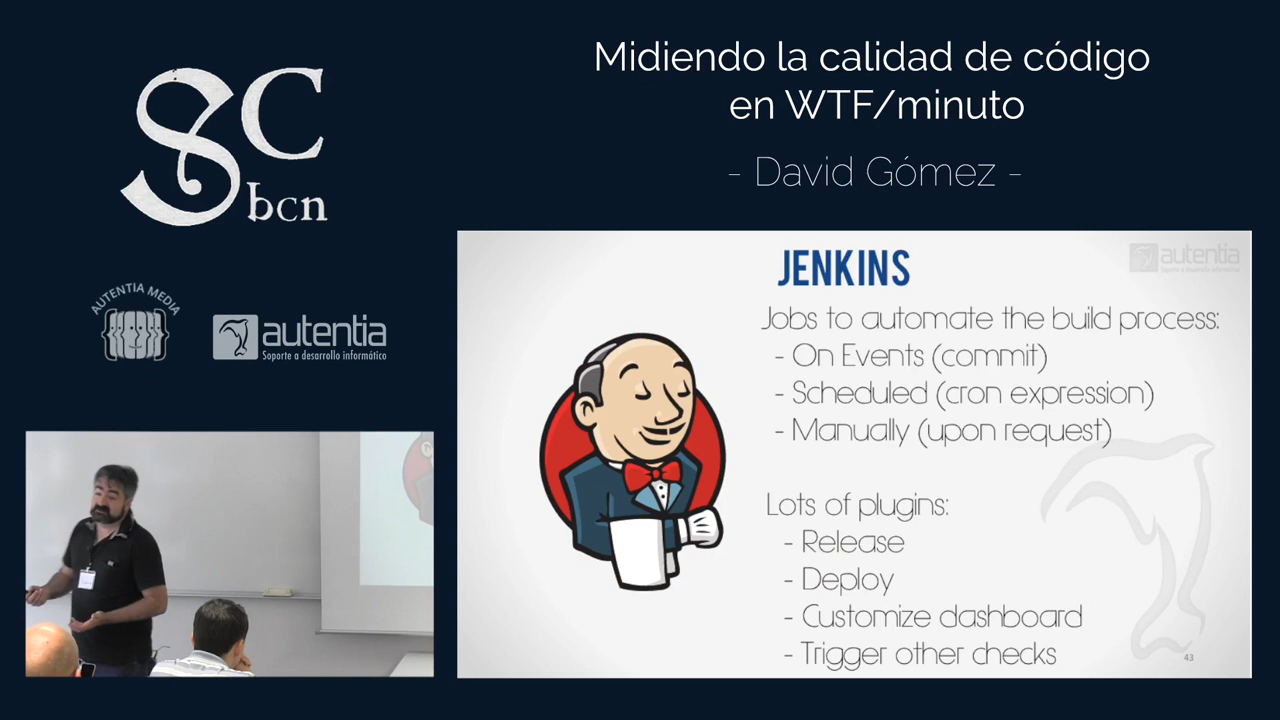 Midiendo la calidad de código
en WTF/minuto
- David Gómez -
SC
bcn
AUTENTIA MEDIA
autentia
Soporte a desarrollo informático
JENKINS
autentia
Soporte a desarrollo informático
Jobs to automate the build process:
- On Events (commit)
- Scheduled (cron expression)
- Manually (upon request)
Lots of plugins:
- Release
- Deploy
- Customize dashboard
- Trigger other checks
43